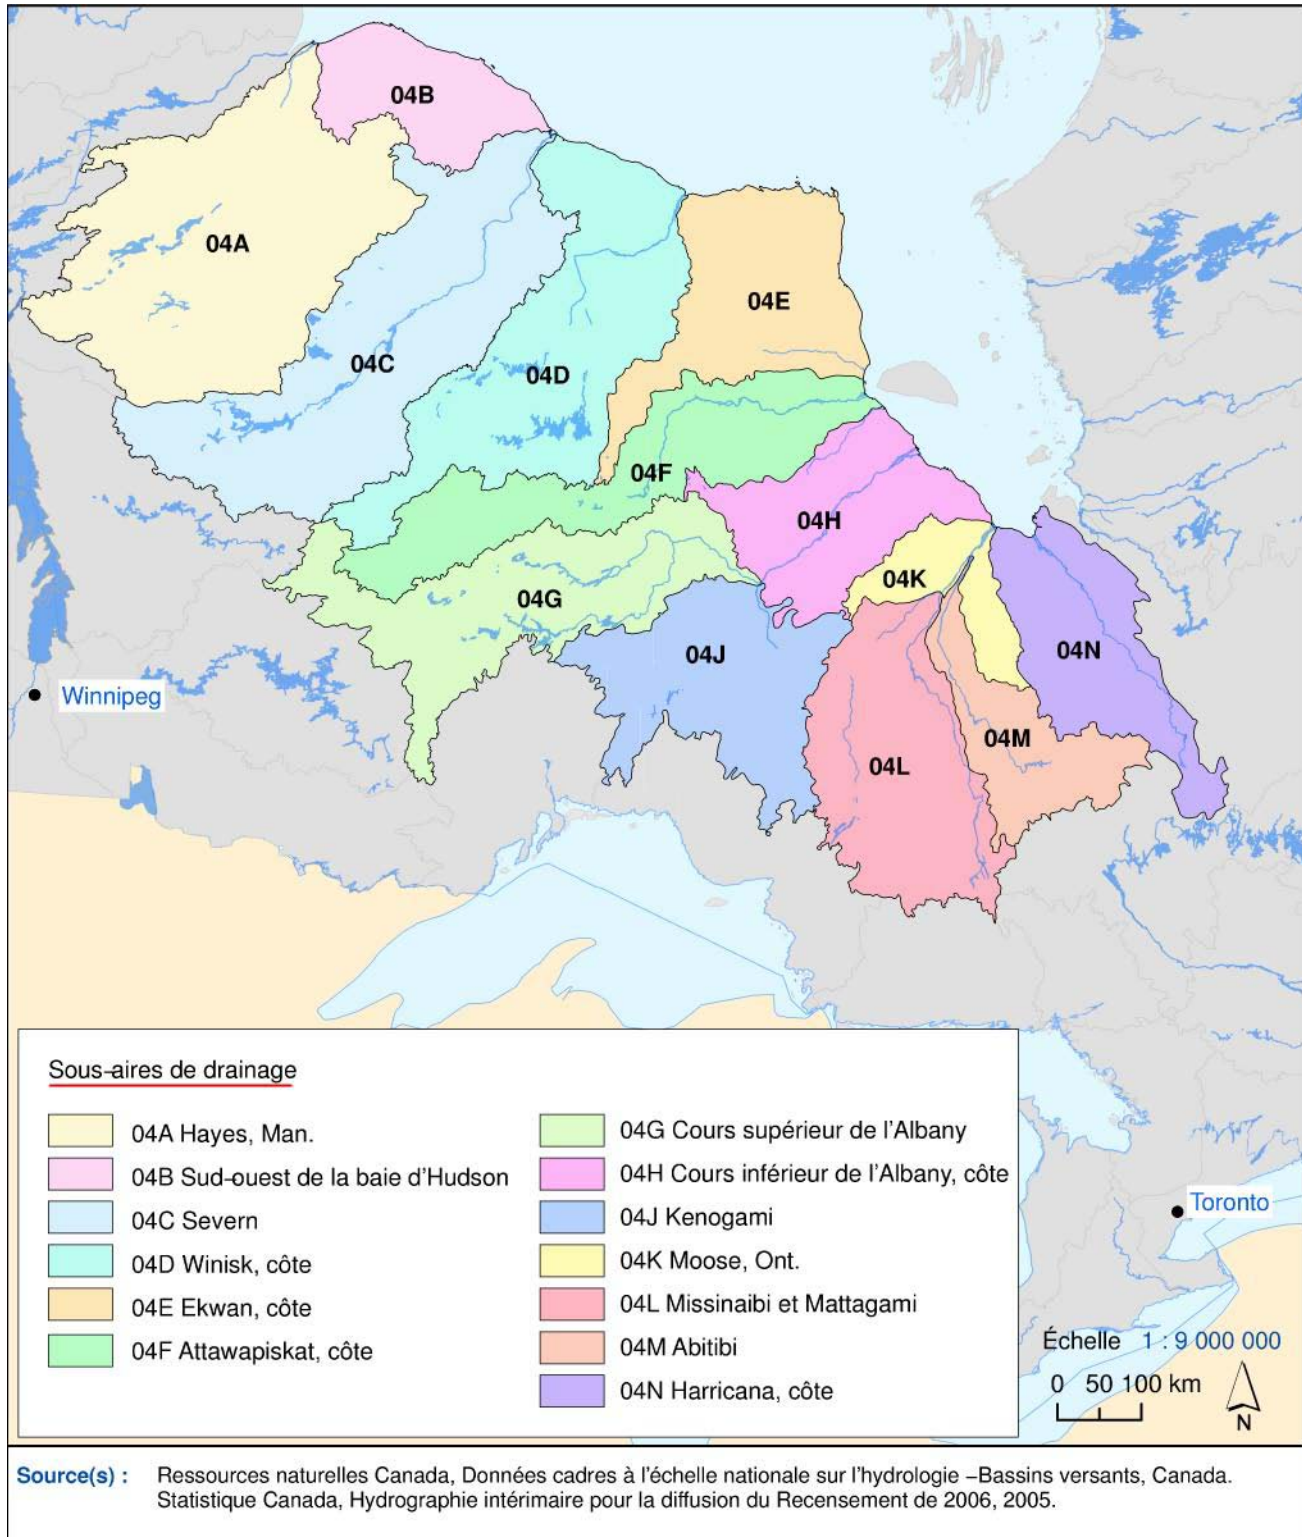 04B
04A
04E
04C
04D
04F
04H
04K
04G
04J
04N
Winnipeg
04M
04L
Sous-aires de drainage
04A Hayes, Man.
04B Sud-ouest de la baie d'Hudson
04C Severn
04D Winisk, côte
04E Ekwan, côte
04F Attawapiskat, côte
04G Cours supérieur de l'Albany
04H Cours inférieur de l'Albany, côte
04J Kenogami
04K Moose, Ont.
04L Missinaibi et Mattagami
04M Abitibi
04N Harricana, côte
Toronto
Échelle 1 : 9 000 000
0 50 100 km
N
Source(s) : Ressources naturelles Canada, Données cadres à l'échelle nationale sur l'hydrologie –Bassins versants, Canada.
Statistique Canada, Hydrographie intérimaire pour la diffusion du Recensement de 2006, 2005.